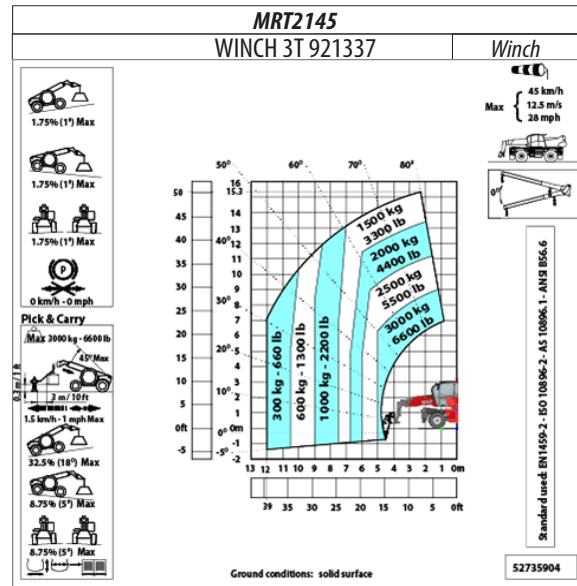 MRT2145
WINCH 3T 921337
Winch
1.75% (1°) Max
1.75% (1°) Max
1.75% (1°) Max
P
0 km/h - 0 mph
Pick & Carry
Max 3000 kg - 6600 lb
45° Max
0.3 m / 1 ft
3 m / 10 ft
1.5 km/h - 1 mph Max
32.5% (18°) Max
8.75% (5°) Max
8.75% (5°) Max
Max
45 km/h
12.5 m/s
28 mph
0°
50° 60° 70° 80°
40°
30°
20°
10°
0°
-5°
50
45
40
35
30
25
20
15
10
5
0ft
-5
16
15.3
14
13
12
11
10
9
8
7
6
5
4
3
2
1
0m
-1
-2
1500 kg
3300 lb
2000 kg
4400 lb
2500 kg
5500 lb
3000 kg
6600 lb
300 kg - 660 lb
600 kg - 1300 lb
1000 kg - 2200 lb
13 12 11 10 9 8 7 6 5 4 3 2 1 0m
39 35 30 25 20 15 10 5 0ft
Standard used: EN1459-2 - ISO 10896-2 - AS 10896.1 - ANSI B56.6
Ground conditions: solid surface
52735904